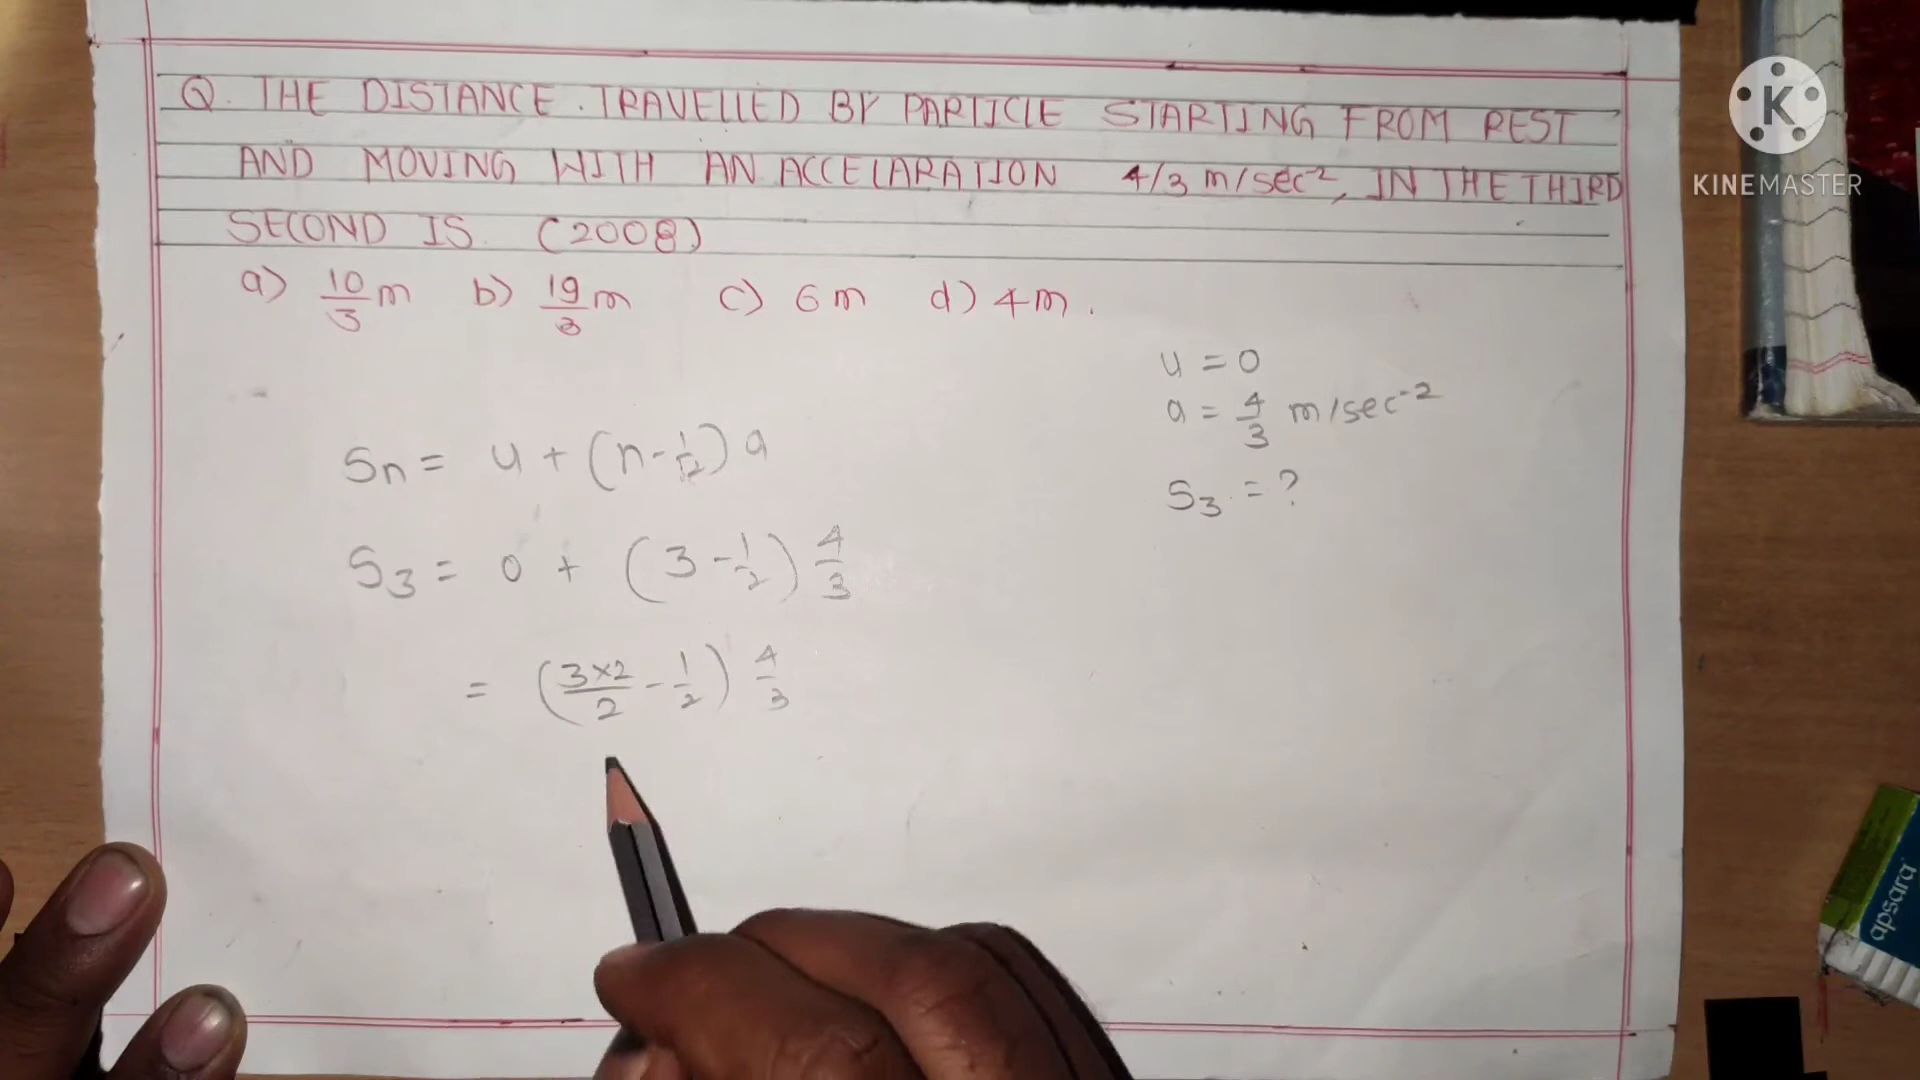 Q. THE DISTANCE . TRAVELLED BY PARTICLE STARTING FROM REST
AND MOVING WITH AN ACCELARATION 4/3 m/sec², IN THE THIRD
SECOND IS. (2008)
a) 10/3 m b) 19/3 m c) 6 m d) 4 m.
u = 0
a = 4/3 m/sec⁻²
S₃ = ?
Sn = u + (n - 1/2) a
S₃ = 0 + (3 - 1/2) 4/3
= (3×2/2 - 1/2) 4/3
K
KINEMASTER
apsara